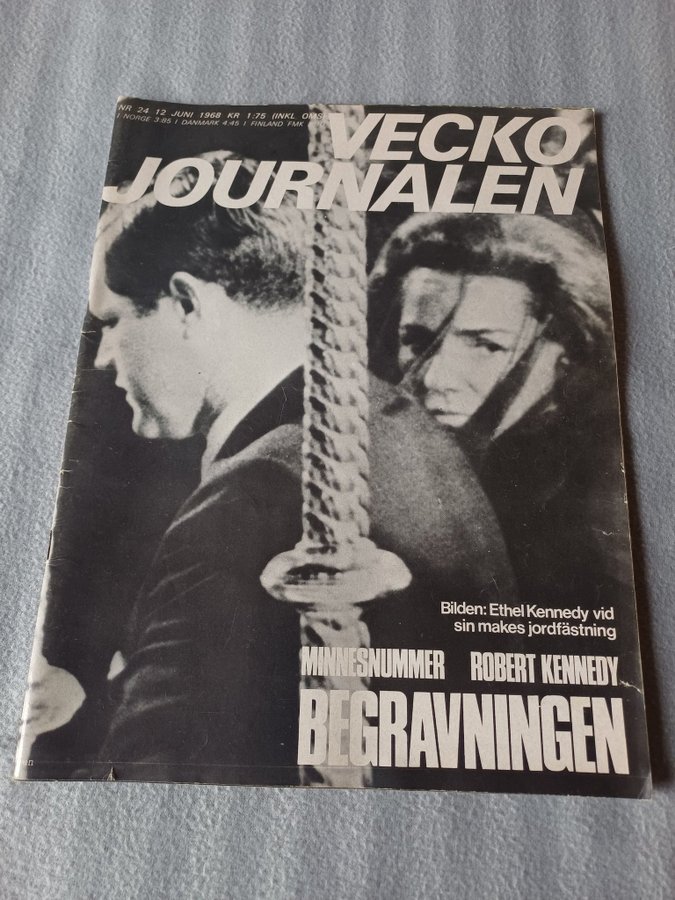 NR 24 12 JUNI 1968 KR 1:75 (INKL OMS)
I NORGE 3.85 I DANMARK 4.45 I FINLAND FMK
VECKO
JOURNALEN
Bilden: Ethel Kennedy vid
sin makes jordfästning
MINNESNUMMER ROBERT KENNEDY
BEGRAVNINGEN